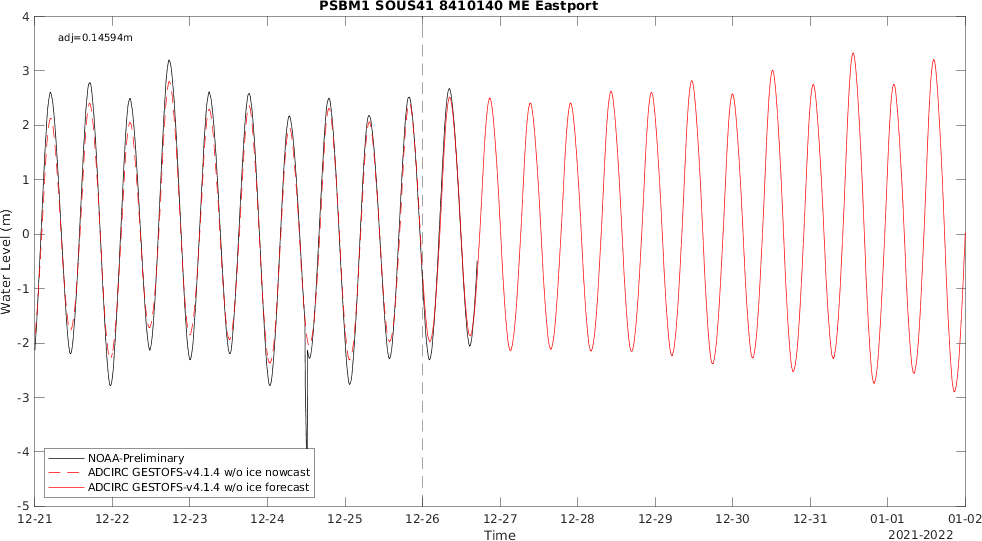 PSBM1 SOUS41 8410140 ME Eastport
adj=0.14594m
4
3
2
1
0
-1
-2
-3
-4
-5
Water Level (m)
NOAA-Preliminary
ADCIRC GESTOFS-v4.1.4 w/o ice nowcast
ADCIRC GESTOFS-v4.1.4 w/o ice forecast
12-21 12-22 12-23 12-24 12-25 12-26 12-27 12-28 12-29 12-30 12-31 01-01 01-02
Time
2021-2022